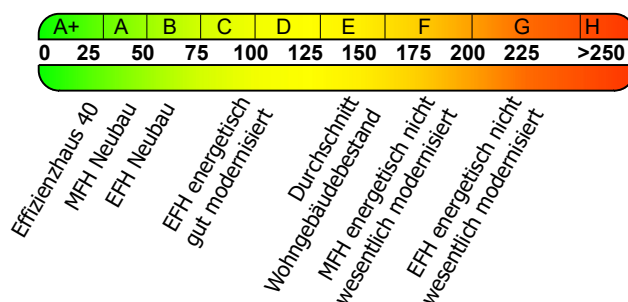 A+ A B C D E F G H
0 25 50 75 100 125 150 175 200 225 >250
Effizienzhaus 40
MFH Neubau
EFH Neubau
EFH energetisch
gut modernisiert
Durchschnitt
Wohngebäudebestand
MFH energetisch nicht
wesentlich modernisiert
EFH energetisch nicht
wesentlich modernisiert